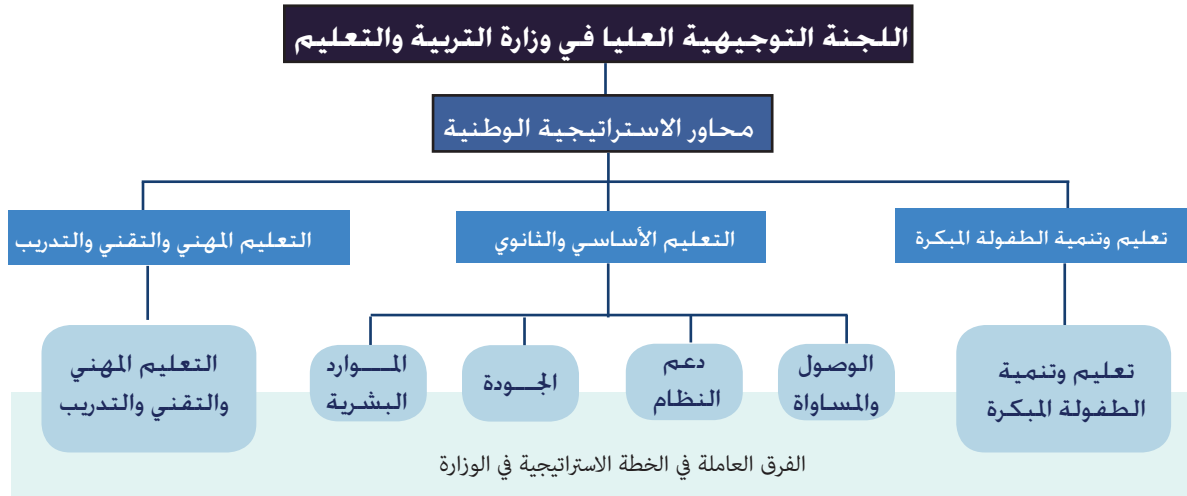 اللجنة التوجيهية العليا في وزارة التربية والتعليم
محاور الاستراتيجية الوطنية
تعليم وتنمية الطفولة المبكرة
التعليم الأساسي والثانوي
التعليم المهني والتقني والتدريب
تعليم وتنمية
الطفولة المبكرة
الوصول
والمساواة
دعم
النظام
الجـــودة
المـــوارد
البشرية
التعليم المهني
والتقني والتدريب
الفرق العاملة في الخطة الاستراتيجية في الوزارة